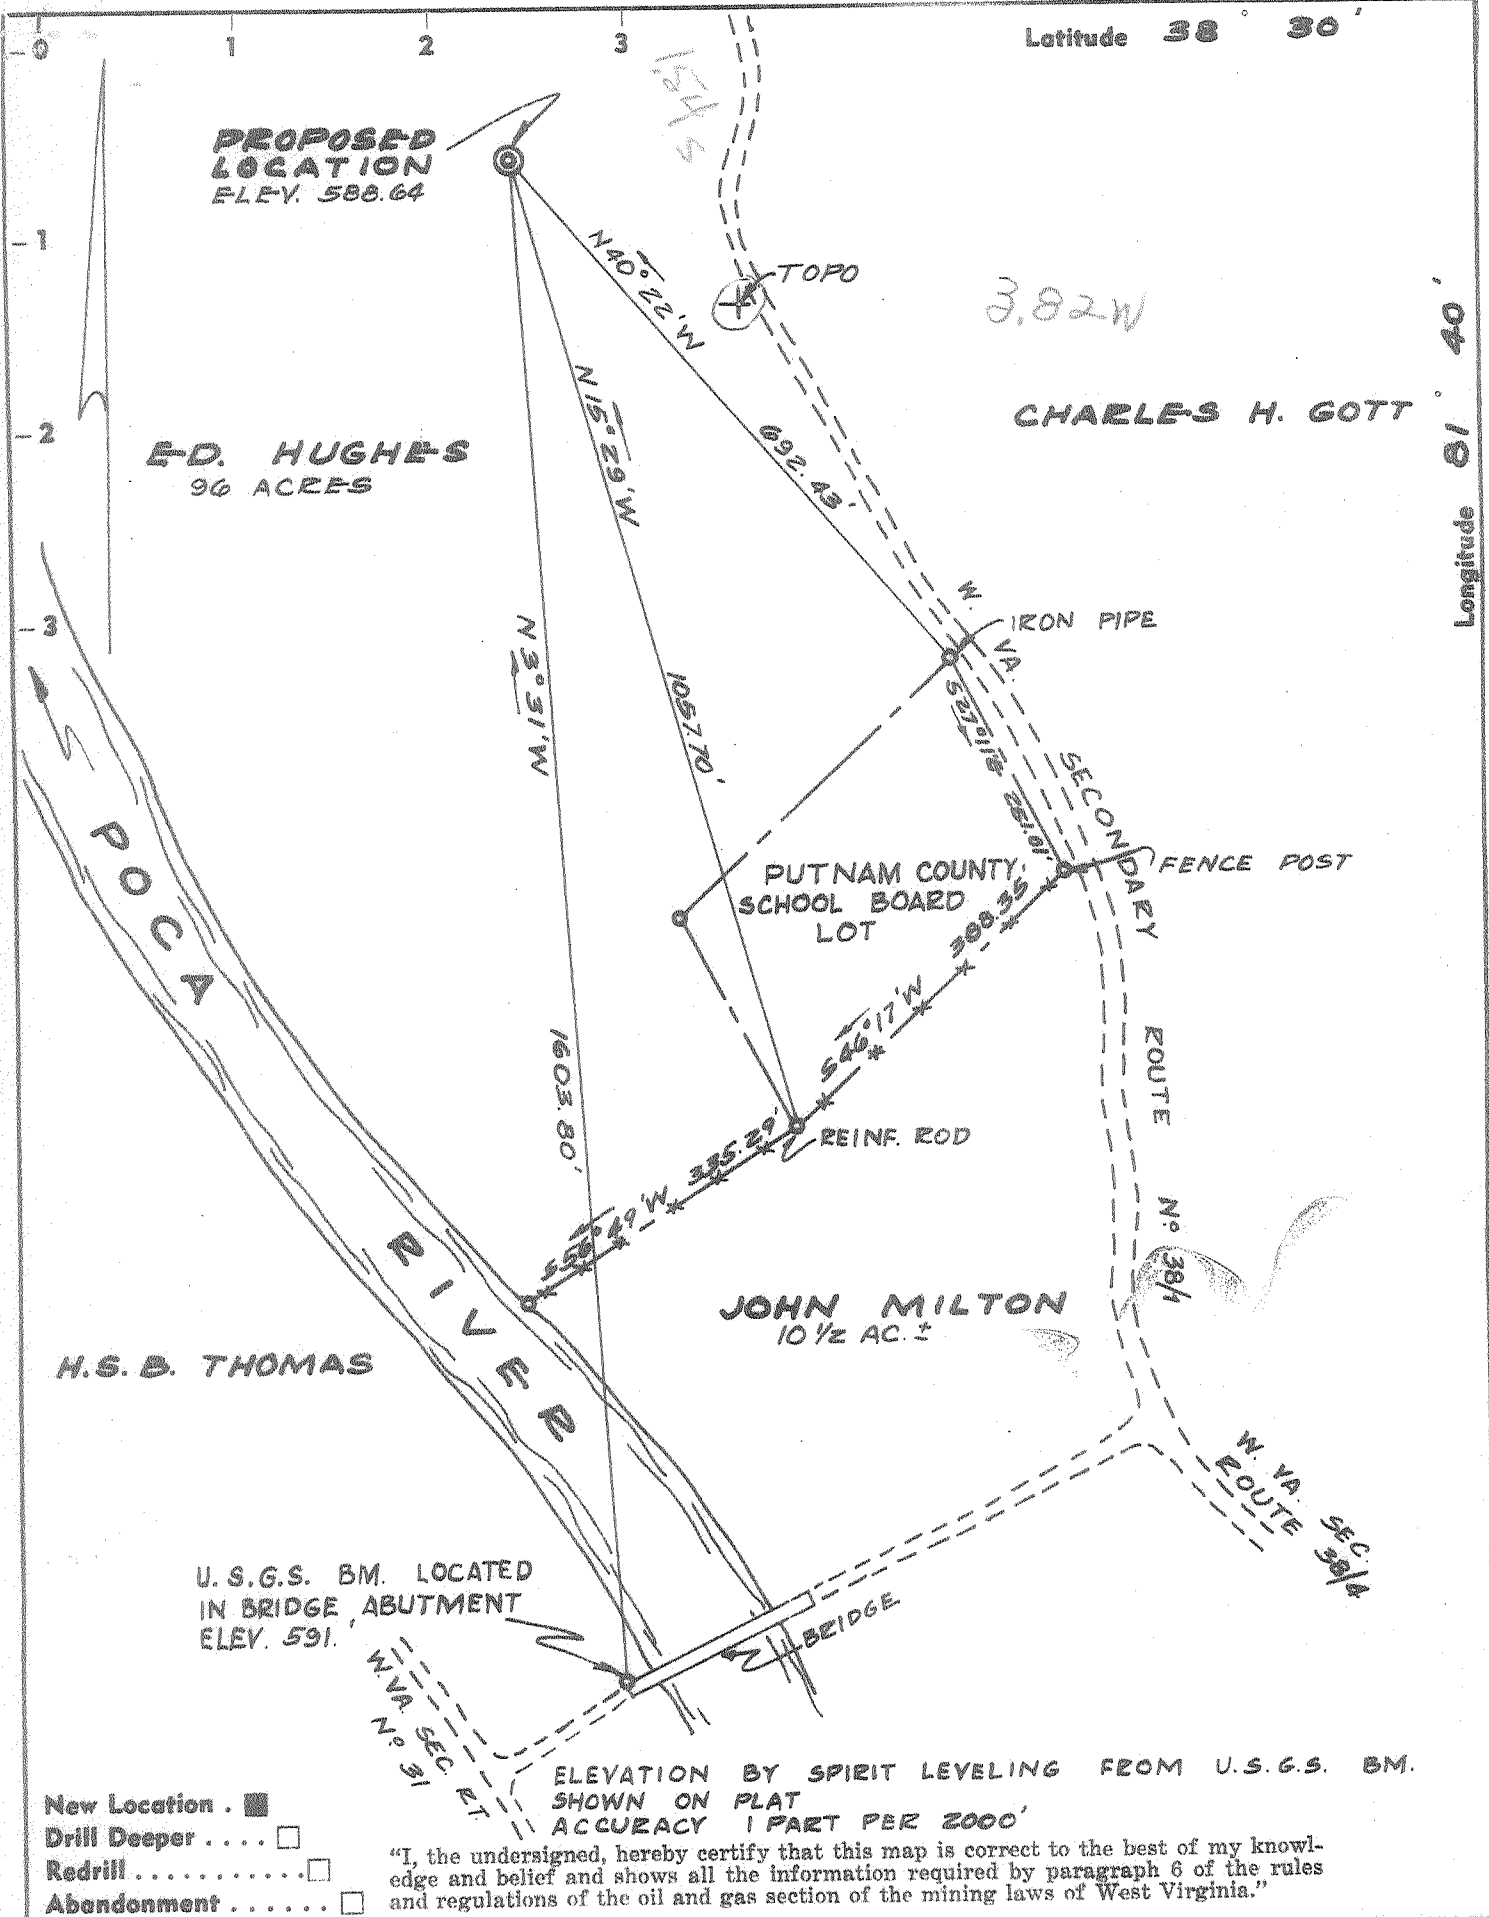 0
1
2
3
Latitude 38° 30'
PROPOSED
LOCATION
ELEV. 588.64
1
N 40° 22' W
TOPO
3.82W
Longitude 81° 40'
CHARLES H. GOTT
2
ED. HUGHES
96 ACRES
N 15° 29' W
692.43'
3
N 3° 31' W
1057.70'
IRON PIPE
W. VA. SECONDARY ROUTE Nº 38/1
281.01'
POCA RIVER
PUTNAM COUNTY
SCHOOL BOARD
LOT
FENCE POST
S 46° 17' W 388.35'
1603.80'
REINF. ROD
S 56° 49' W 335.29'
JOHN MILTON
10 1/2 AC. ±
H.S.B. THOMAS
W. VA. SEC.
ROUTE 38/4
U.S.G.S. BM. LOCATED
IN BRIDGE ABUTMENT
ELEV. 591.'
BRIDGE
W. VA. SEC. RT.
Nº 31
ELEVATION BY SPIRIT LEVELING FROM U.S.G.S. BM.
SHOWN ON PLAT
ACCURACY 1 PART PER 2000'
New Location . ■
Drill Deeper . . . . □
Redrill . . . . . . . . . . . □
Abandonment . . . . . . □
“I, the undersigned, hereby certify that this map is correct to the best of my knowl-
edge and belief and shows all the information required by paragraph 6 of the rules
and regulations of the oil and gas section of the mining laws of West Virginia.”